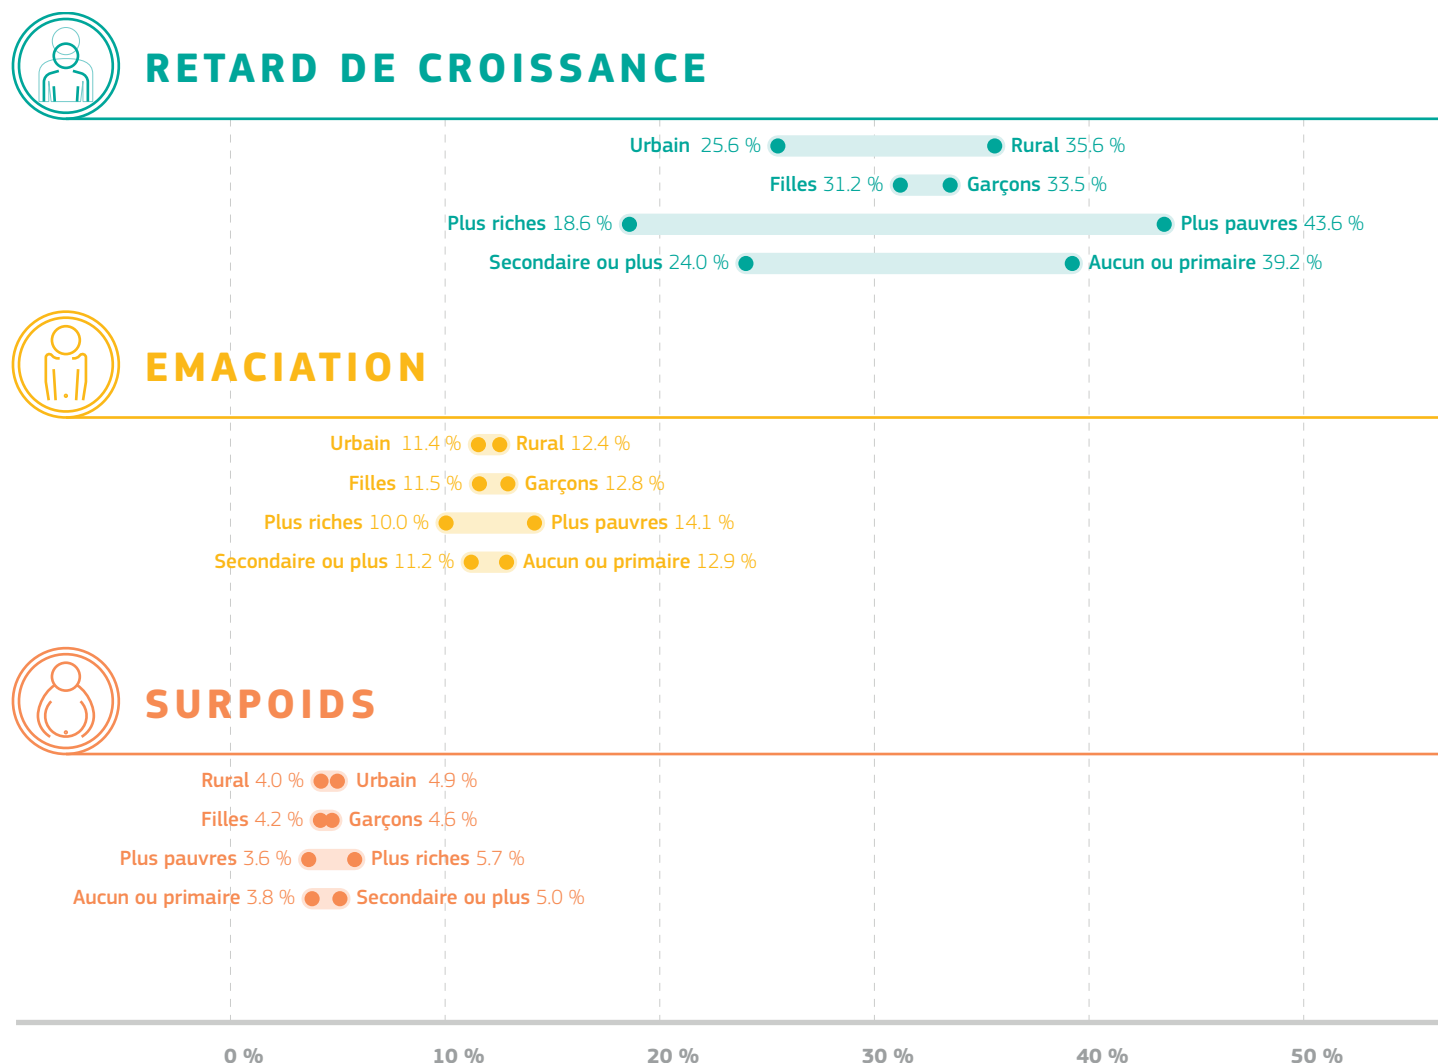 RETARD DE CROISSANCE
Urbain 25.6 % Rural 35.6 %
Filles 31.2 % Garçons 33.5 %
Plus riches 18.6 % Plus pauvres 43.6 %
Secondaire ou plus 24.0 % Aucun ou primaire 39.2 %
EMACIATION
Urbain 11.4 % Rural 12.4 %
Filles 11.5 % Garçons 12.8 %
Plus riches 10.0 % Plus pauvres 14.1 %
Secondaire ou plus 11.2 % Aucun ou primaire 12.9 %
SURPOIDS
Rural 4.0 % Urbain 4.9 %
Filles 4.2 % Garçons 4.6 %
Plus pauvres 3.6 % Plus riches 5.7 %
Aucun ou primaire 3.8 % Secondaire ou plus 5.0 %
0 % 10 % 20 % 30 % 40 % 50 %